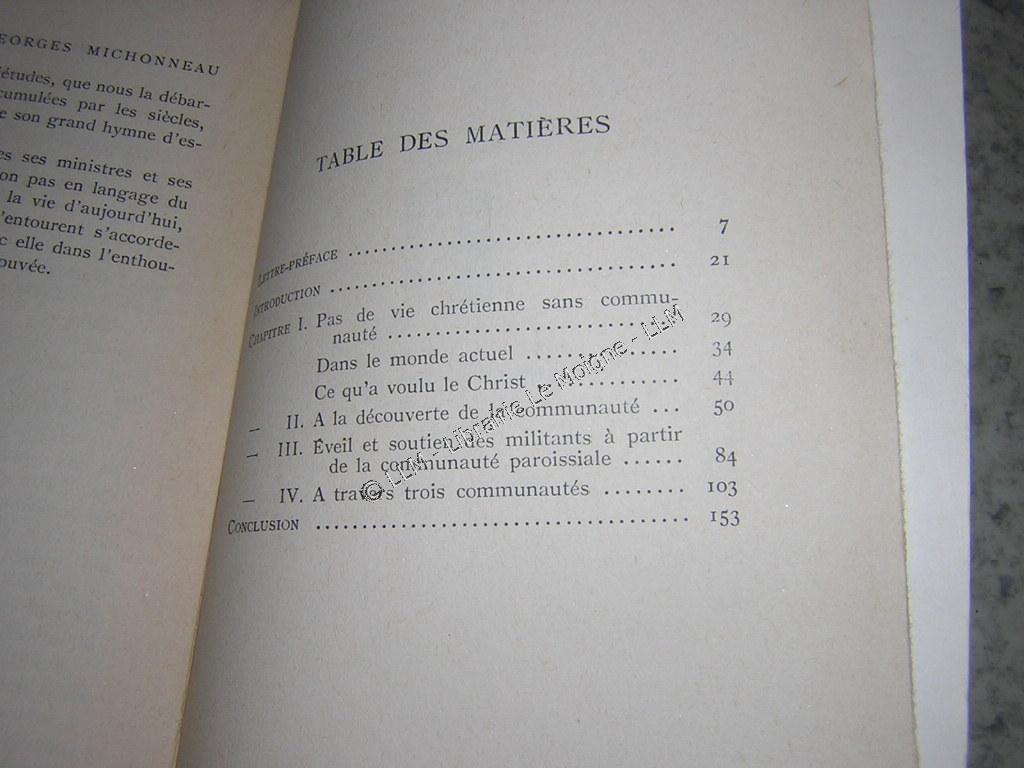 EORGES MICHONNEAU
'études, que nous la débar-
cumulées par les siècles,
e son grand hymne d'es-
es ses ministres et ses
on pas en langage du
la vie d'aujourd'hui,
'entourent s'accorde-
c elle dans l'enthou-
ouvée.
TABLE DES MATIÈRES
LETTRE-PRÉFACE .................................. 7
INTRODUCTION .................................. 21
CHAPITRE I. Pas de vie chrétienne sans commu-
nauté ............................ 29
Dans le monde actuel .............. 34
Ce qu'a voulu le Christ ............. 44
— II. A la découverte de la communauté ... 50
— III. Éveil et soutien des militants à partir
de la communauté paroissiale ...... 84
— IV. A travers trois communautés ........ 103
CONCLUSION ..................................... 153
© LLM - Librairie Le Moigne - LLM